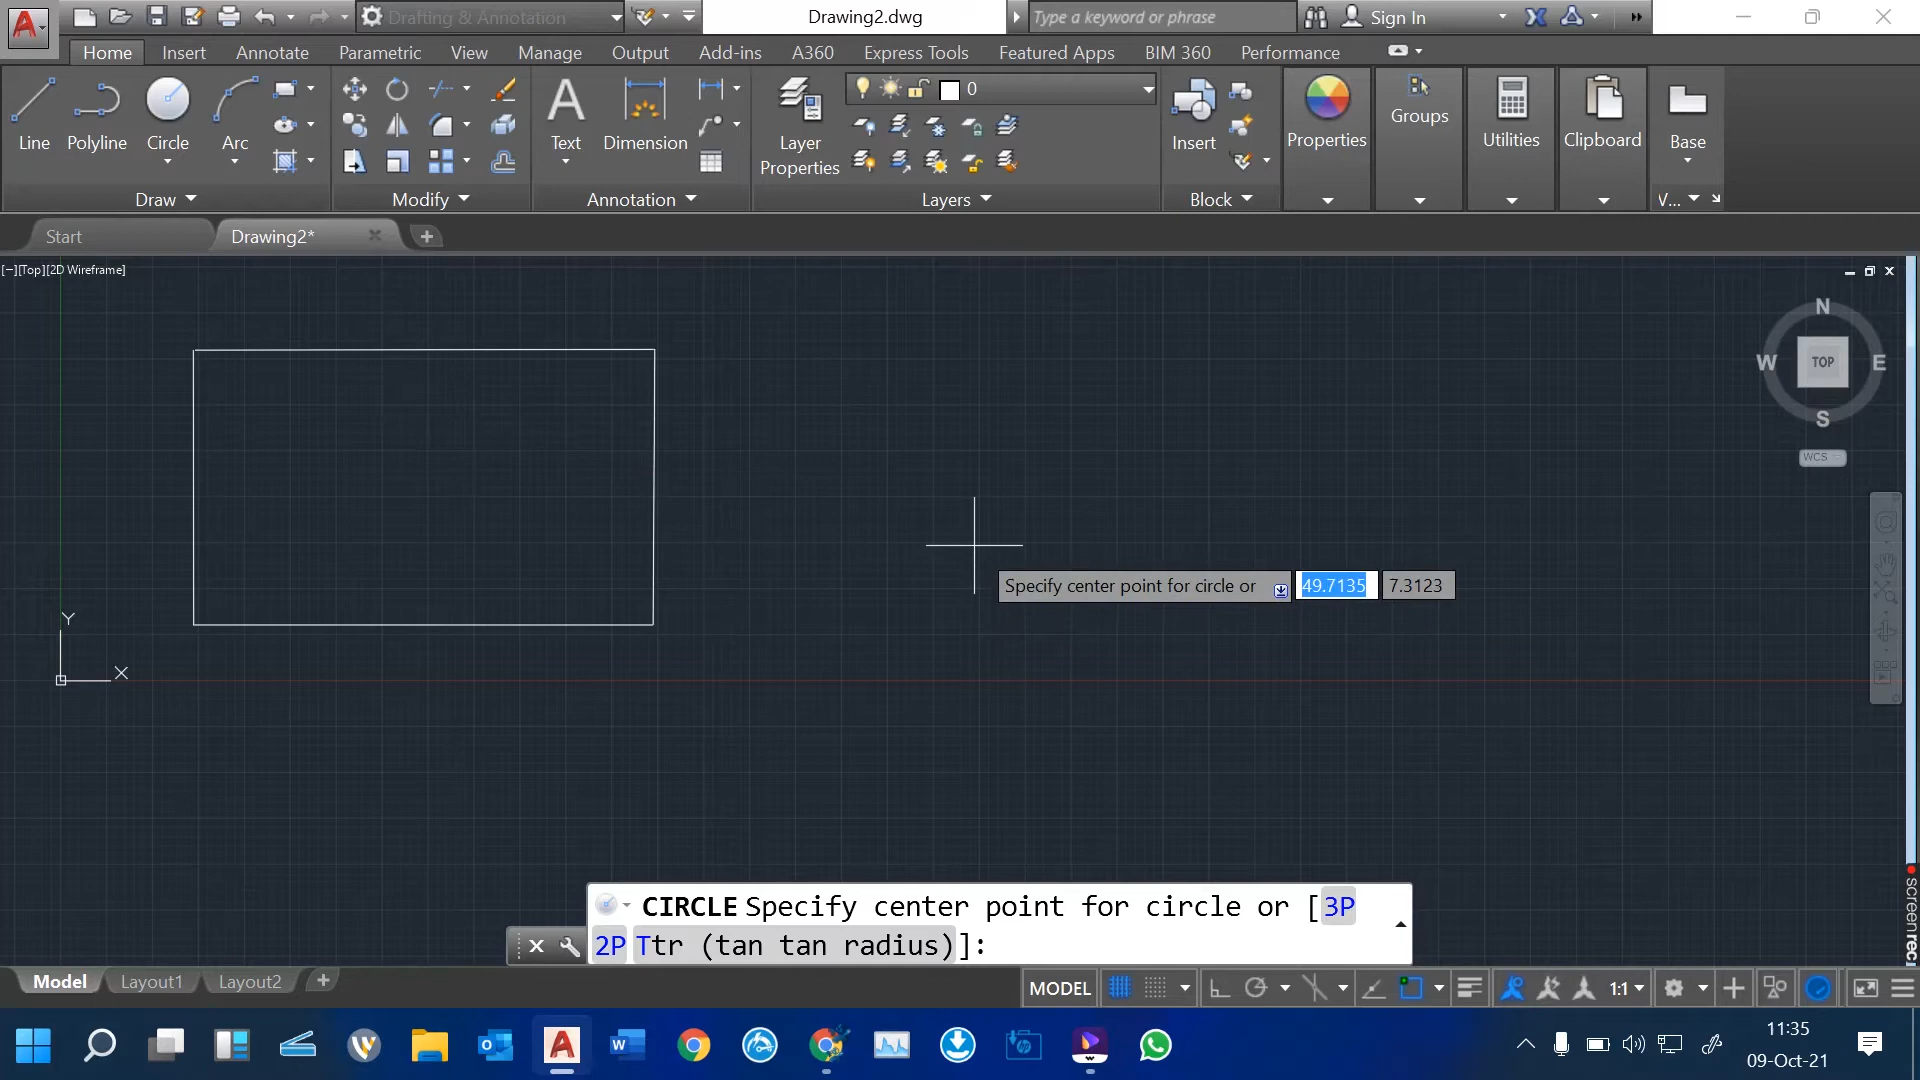 Drafting & Annotation
Drawing2.dwg
Type a keyword or phrase
Sign In
Home Insert Annotate Parametric View Manage Output Add-ins A360 Express Tools Featured Apps BIM 360 Performance
0
Line Polyline Circle Arc
Text Dimension
Layer
Properties
Insert
Properties
Groups
Utilities
Clipboard
Base
Draw Modify Annotation Layers Block V...
Start Drawing2*
[−][Top][2D Wireframe]
N
W TOP E
S
WCS
Y
X
Specify center point for circle or 49.7135 7.3123
CIRCLE Specify center point for circle or [3P
2P Ttr (tan tan radius)]:
screenrec
Model Layout1 Layout2
MODEL 1:1
11:35
09-Oct-21